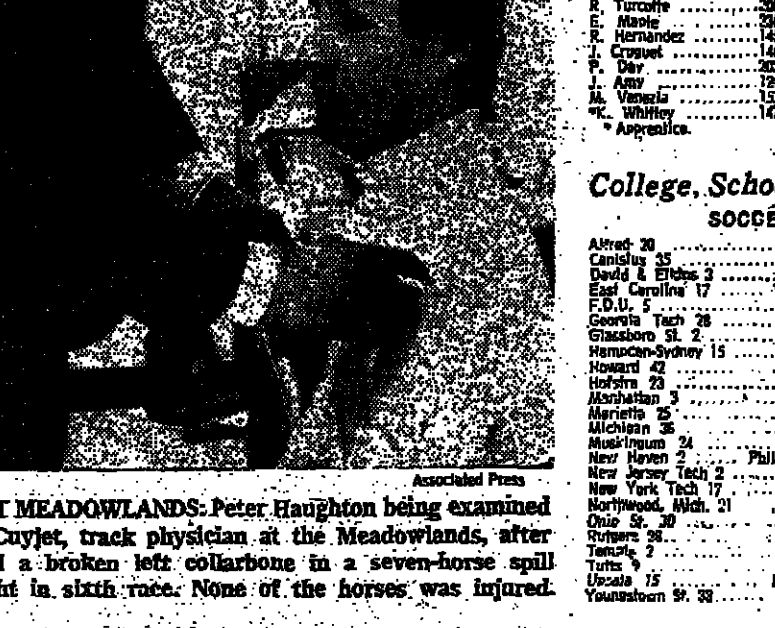 Associated Press
MEADOWLANDS: Peter Haughton being examined
Cuyjet, track physician at the Meadowlands, after
a broken left collarbone in a seven-horse spill
in sixth race. None of the horses was injured.
R. Turcotte
E. Maple
R. Hernandez
J. Cruguet
P. Day
J. Amy
M. Venezia
*K. Whitley
* Apprentice.
College, Scho
SOCCE
Alfred 20
Canisius 35
David & Elkins 3
East Carolina 17
F.D.U. 5
Georgia Tech 28
Glassboro St. 2
Hampden-Sydney 15
Howard 42
Hofstra 23
Manhattan 3
Marietta 25
Michigan
Muskingum 24
New Haven 2 Phil
New Jersey Tech 2
New York Tech 17
Northwood, Mich. 21
Ohio St.
Rutgers
Temple 2
Tufts 9
Upsala 15
Youngstown St. 33